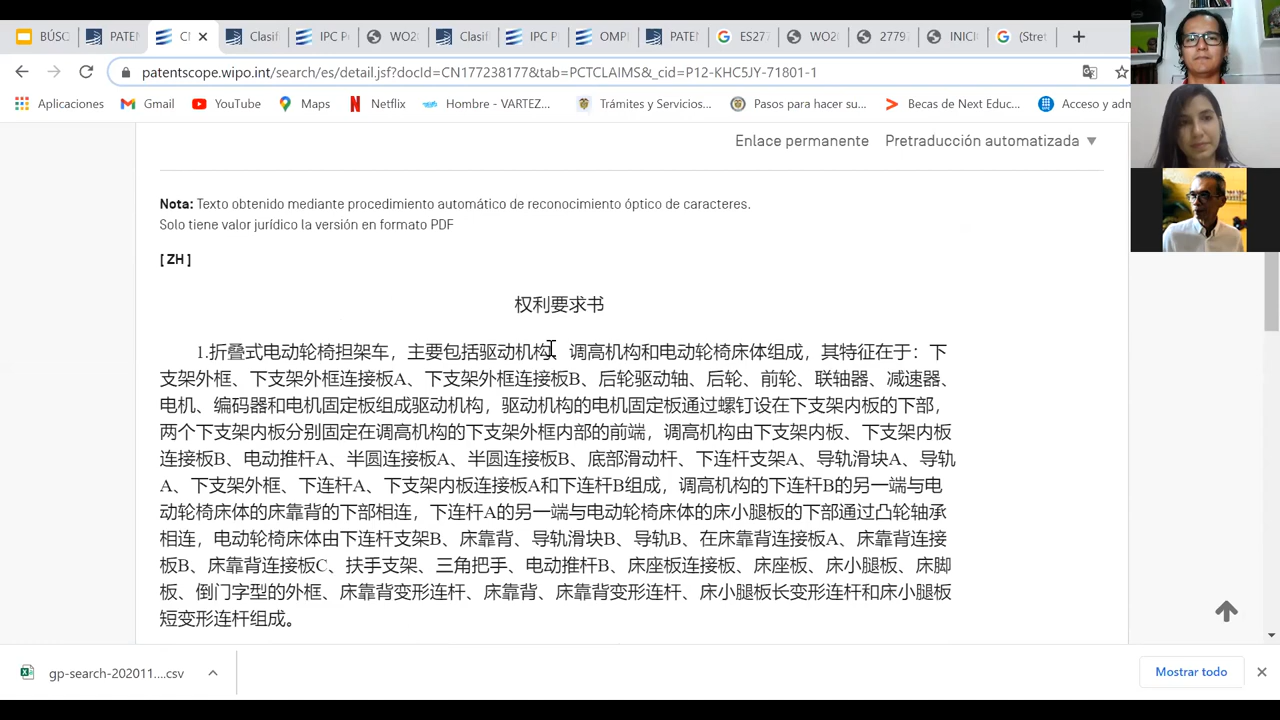 BÚSC
PATEN
CN
Clasif
IPC P
WO2
Clasif
IPC P
OMPI
PATE
ES277
WO2
2779
INICI
(Stret
patentscope.wipo.int/search/es/detail.jsf?docId=CN177238177&tab=PCTCLAIMS&_cid=P12-KHC5JY-71801-1
Aplicaciones
Gmail
YouTube
Maps
Netflix
Hombre - VARTEZ...
Trámites y Servicios...
Pasós para hacer su...
Becas de Next Educ...
Acceso y adm
Enlace permanente
Pretraducción automatizada
Nota: Texto obtenido mediante procedimiento automático de reconocimiento óptico de caracteres.
Solo tiene valor jurídico la versión en formato PDF
[ ZH ]
权利要求书
1.折叠式电动轮椅担架车，主要包括驱动机构、调高机构和电动轮椅床体组成，其特征在于：下
支架外框、下支架外框连接板A、下支架外框连接板B、后轮驱动轴、后轮、前轮、联轴器、减速器、
电机、编码器和电机固定板组成驱动机构，驱动机构的电机固定板通过螺钉设在下支架内板的下部，
两个下支架内板分别固定在调高机构的下支架外框内部的前端，调高机构由下支架内板、下支架内板
连接板B、电动推杆A、半圆连接板A、半圆连接板B、底部滑动杆、下连杆支架A、导轨滑块A、导轨
A、下支架外框、下连杆A、下支架内板连接板A和下连杆B组成，调高机构的下连杆B的另一端与电
动轮椅床体的床靠背的下部相连，下连杆A的另一端与电动轮椅床体的床小腿板的下部通过凸轮轴承
相连，电动轮椅床体由下连杆支架B、床靠背、导轨滑块B、导轨B、在床靠背连接板A、床靠背连接
板B、床靠背连接板C、扶手支架、三角把手、电动推杆B、床座板连接板、床座板、床小腿板、床脚
板、倒门字型的外框、床靠背变形连杆、床靠背、床靠背变形连杆、床小腿板长变形连杆和床小腿板
短变形连杆组成。
gp-search-202011....csv
Mostrar todo